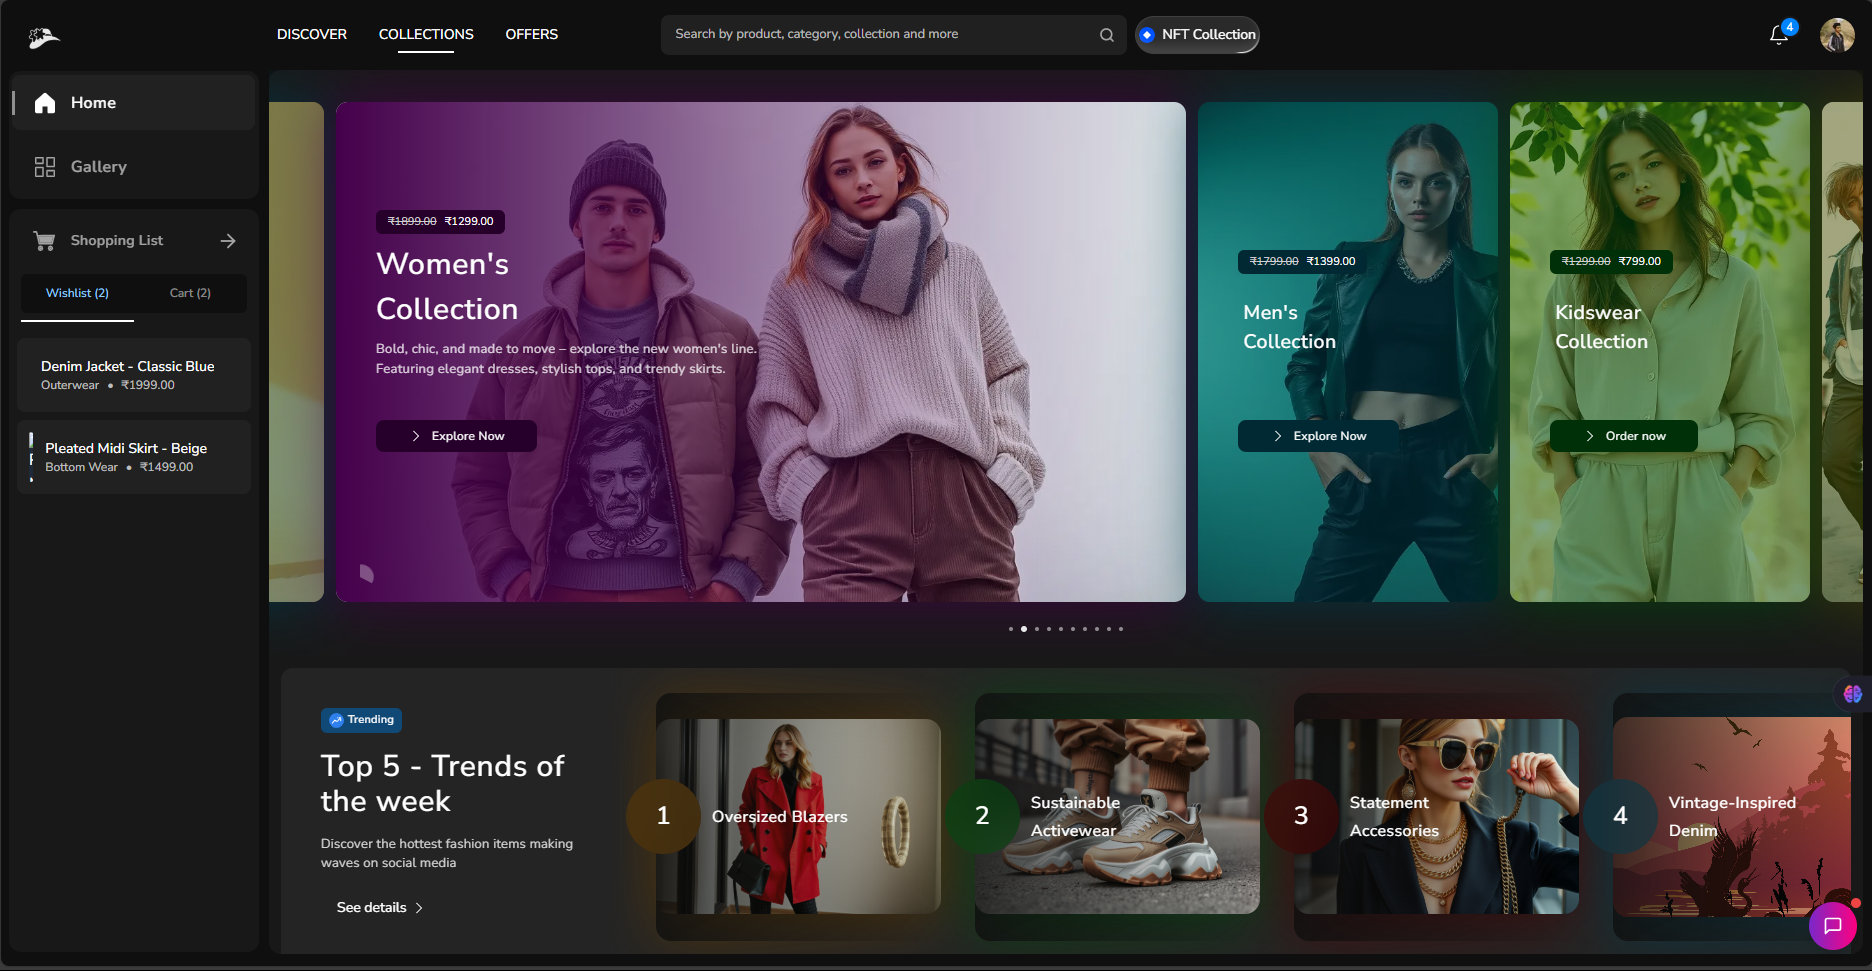 DISCOVER
COLLECTIONS
OFFERS
Search by product, category, collection and more
NFT Collection
4
Home
Gallery
Shopping List
Wishlist (2)
Cart (2)
Denim Jacket - Classic Blue
Outerwear ● ₹1999.00
Pleated Midi Skirt - Beige
Bottom Wear ● ₹1499.00
₹1899.00 ₹1299.00
Women's
Collection
Bold, chic, and made to move – explore the new women's line.
Featuring elegant dresses, stylish tops, and trendy skirts.
Explore Now
₹1799.00 ₹1399.00
Men's
Collection
Explore Now
₹1299.00 ₹799.00
Kidswear
Collection
Order now
Trending
Top 5 - Trends of
the week
Discover the hottest fashion items making
waves on social media
See details
1
Oversized Blazers
2
Sustainable
Activewear
3
Statement
Accessories
4
Vintage-Inspired
Denim